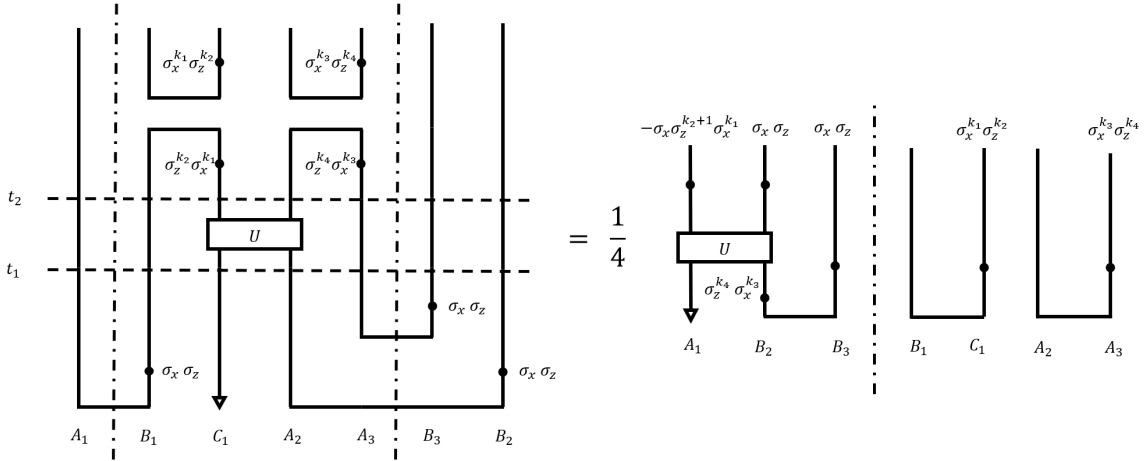 σ_x^{k_1} σ_z^{k_2} σ_x^{k_3} σ_z^{k_4}
−σ_x σ_z^{k_2+1} σ_x^{k_1} σ_x σ_z σ_x σ_z σ_x^{k_1} σ_z^{k_2} σ_x^{k_3} σ_z^{k_4}
σ_z^{k_2} σ_x^{k_1} σ_z^{k_4} σ_x^{k_3}
t_2
U = 1/4 U
t_1
σ_z^{k_4} σ_x^{k_3}
σ_x σ_z
A_1 B_2 B_3 B_1 C_1 A_2 A_3
σ_x σ_z σ_x σ_z
A_1 B_1 C_1 A_2 A_3 B_3 B_2